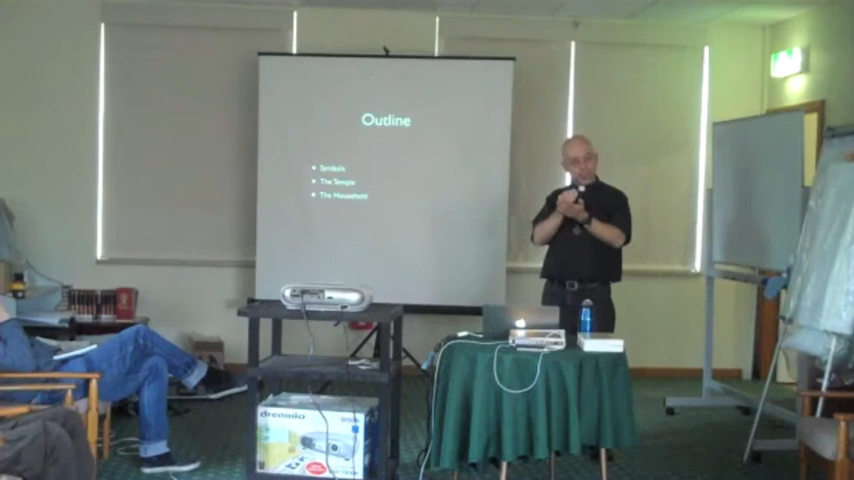 Outline
Symbols
The Temple
The Household
dreamio